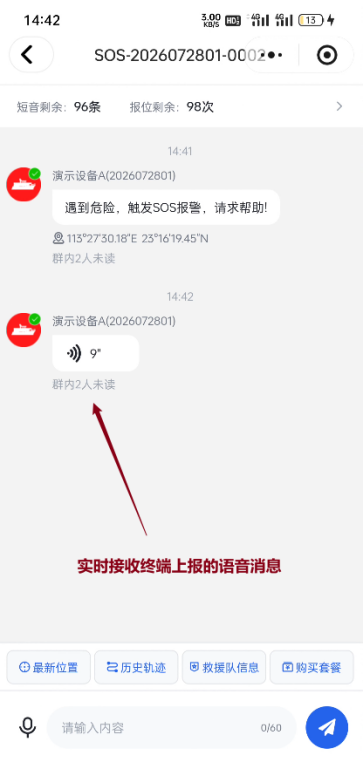 14:42
3.00 KB/S HD 4G 4G 13
SOS-2026072801-0002
短音剩余：96条 报位剩余：98次
14:41
演示设备A(2026072801)
遇到危险，触发SOS报警，请求帮助!
113°27'30.18"E 23°16'19.45"N
群内2人未读
14:42
演示设备A(2026072801)
9"
群内2人未读
实时接收终端上报的语音消息
最新位置 历史轨迹 救援队信息 购买套餐
请输入内容 0/60